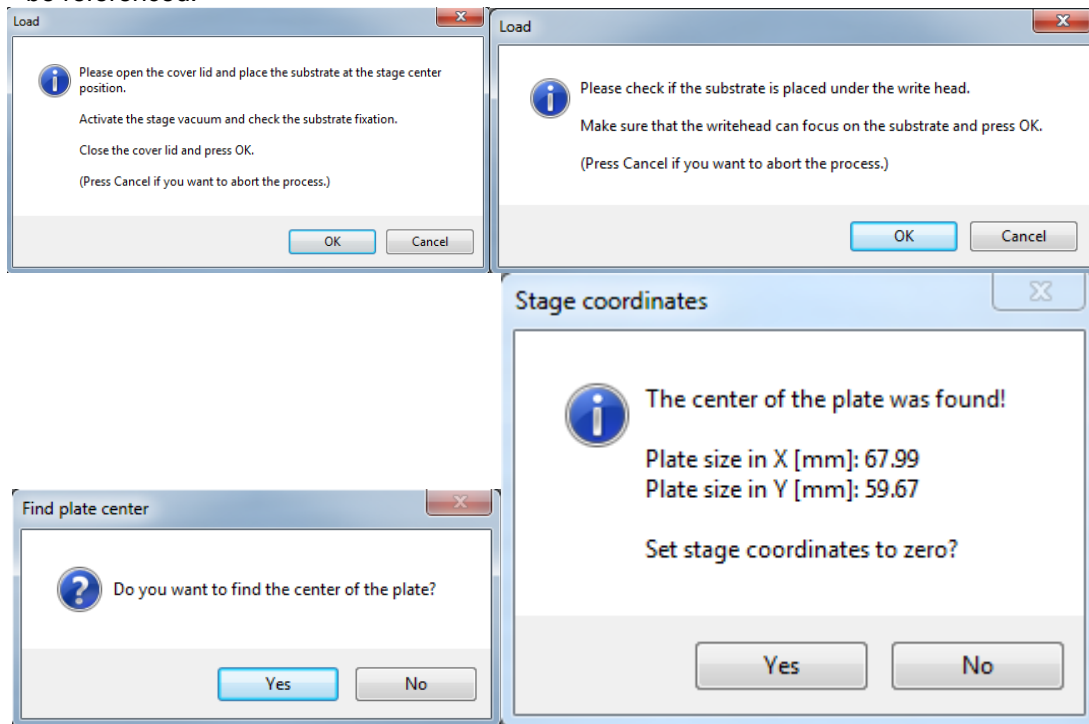 be referenced.
Load
Please open the cover lid and place the substrate at the stage center
position.
Activate the stage vacuum and check the substrate fixation.
Close the cover lid and press OK.
(Press Cancel if you want to abort the process.)
OK
Cancel
Load
Please check if the substrate is placed under the write head.
Make sure that the writehead can focus on the substrate and press OK.
(Press Cancel if you want to abort the process.)
OK
Cancel
Find plate center
Do you want to find the center of the plate?
Yes
No
Stage coordinates
The center of the plate was found!
Plate size in X [mm]: 67.99
Plate size in Y [mm]: 59.67
Set stage coordinates to zero?
Yes
No